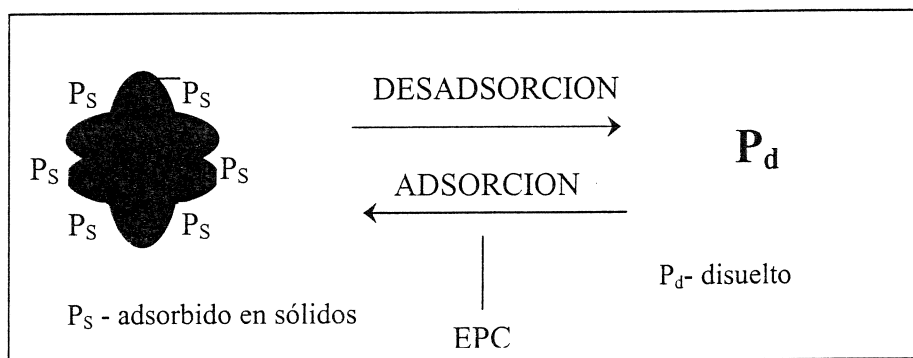 P_S P_S
DESADSORCION
P_d
P_S P_S
ADSORCION
P_S P_S
P_d- disuelto
P_S - adsorbido en sólidos
EPC